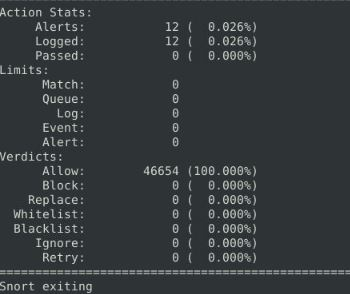 Action Stats:
Alerts: 12 ( 0.026%)
Logged: 12 ( 0.026%)
Passed: 0 ( 0.000%)
Limits:
Match: 0
Queue: 0
Log: 0
Event: 0
Alert: 0
Verdicts:
Allow: 46654 (100.000%)
Block: 0 ( 0.000%)
Replace: 0 ( 0.000%)
Whitelist: 0 ( 0.000%)
Blacklist: 0 ( 0.000%)
Ignore: 0 ( 0.000%)
Retry: 0 ( 0.000%)
===============================================
Snort exiting